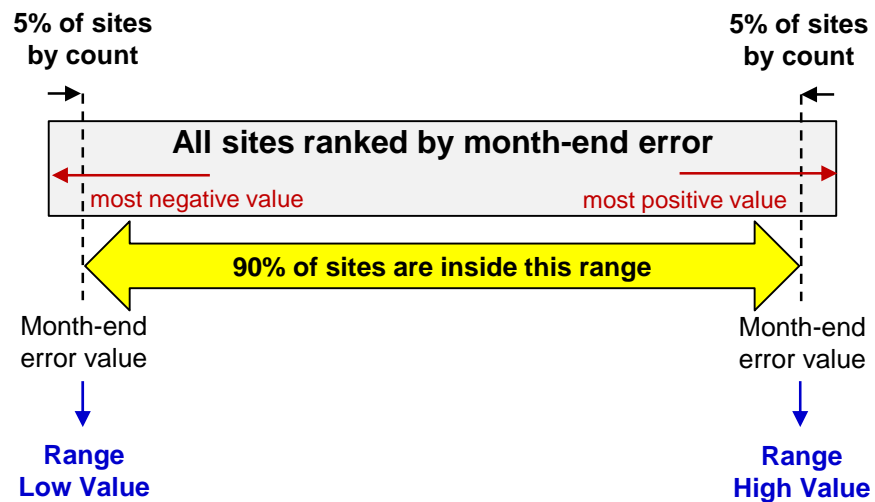 5% of sites
by count
5% of sites
by count
All sites ranked by month-end error
most negative value
most positive value
90% of sites are inside this range
Month-end
error value
Month-end
error value
Range
Low Value
Range
High Value